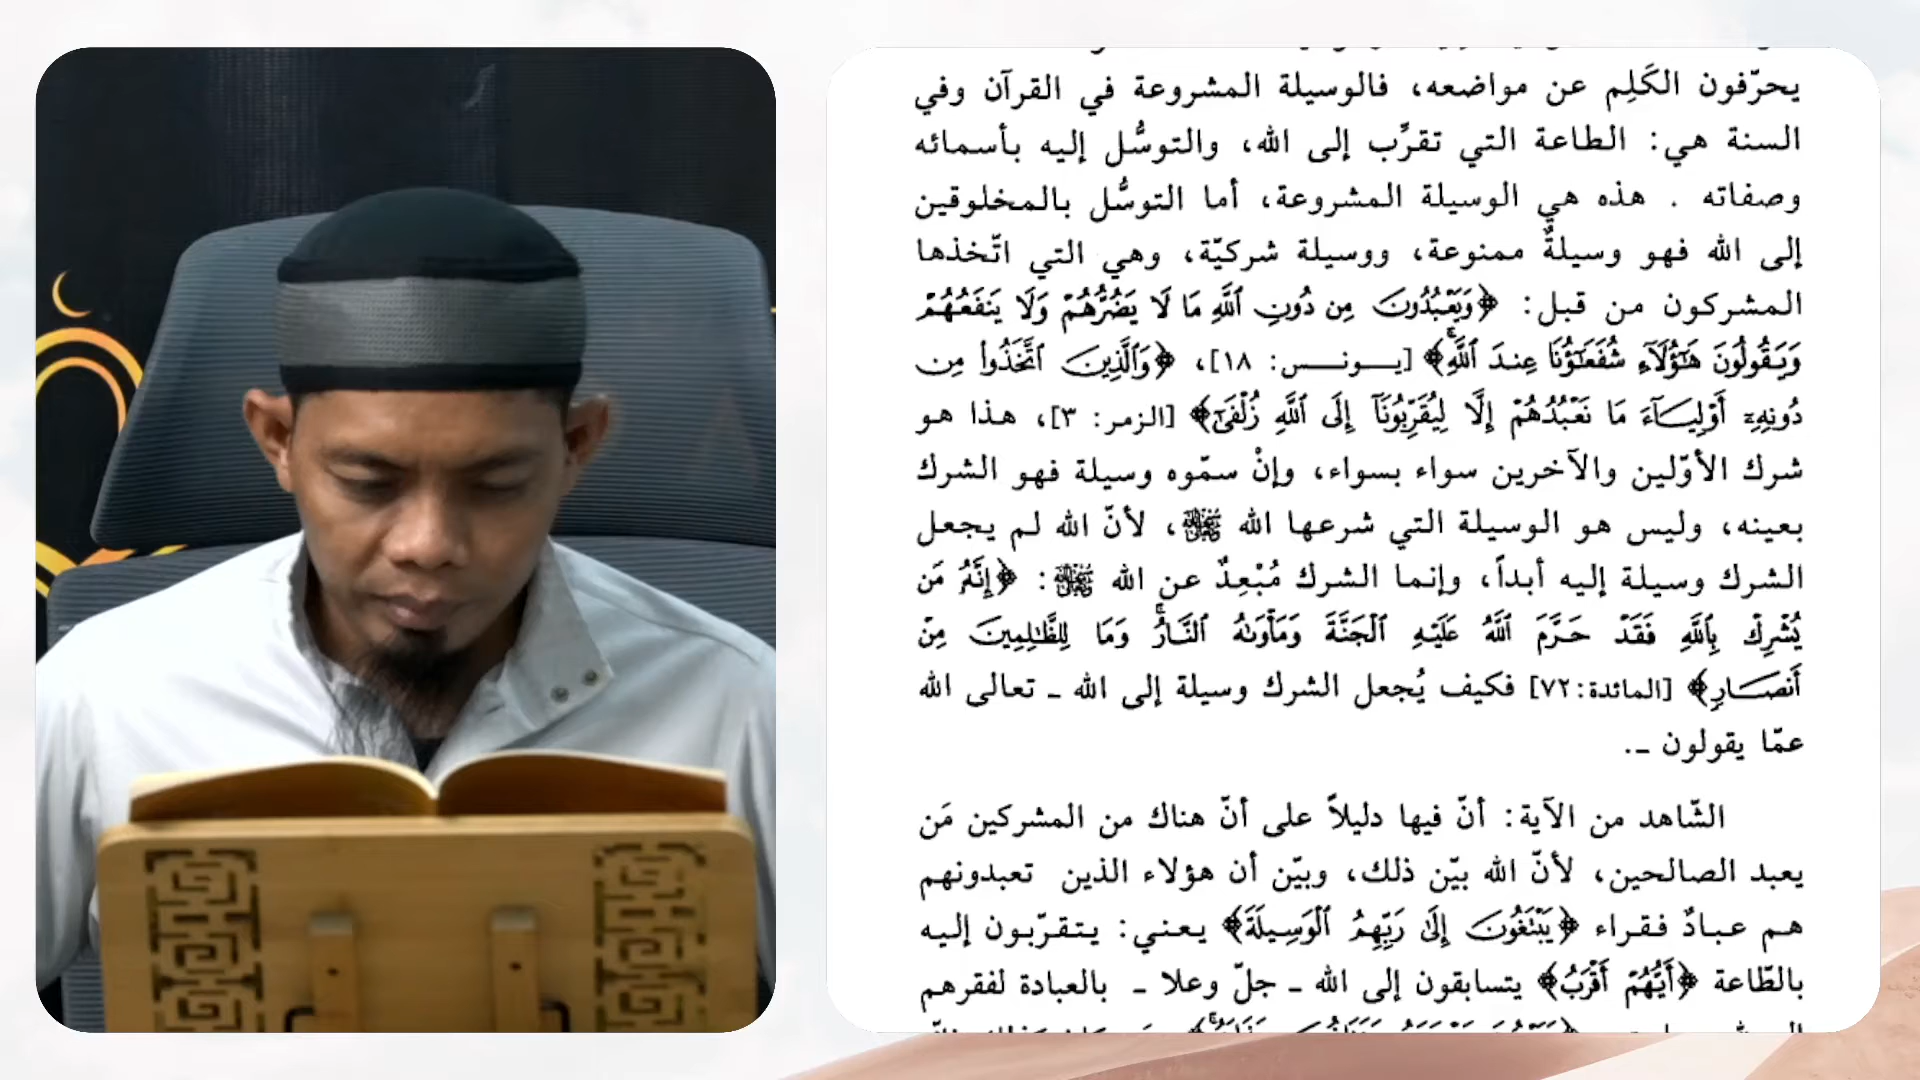 يحرّفون الكَلِم عن مواضعه، فالوسيلة المشروعة في القرآن وفي
السنة هي: الطاعة التي تقرِّب إلى الله، والتوسُّل إليه بأسمائه
وصفاته . هذه هي الوسيلة المشروعة، أما التوسُّل بالمخلوقين
إلى الله فهو وسيلةٌ ممنوعة، ووسيلة شركيّة، وهي التي اتّخذها
المشركون من قبل: ﴿وَيَعْبُدُونَ مِن دُونِ ٱللَّهِ مَا لَا يَضُرُّهُمْ وَلَا يَنفَعُهُمْ
وَيَقُولُونَ هَٰٓؤُلَآءِ شُفَعَٰٓؤُنَا عِندَ ٱللَّهِۚ﴾ [يـونـس: ١٨]، ﴿وَٱلَّذِينَ ٱتَّخَذُوا۟ مِن
دُونِهِۦٓ أَوْلِيَآءَ مَا نَعْبُدُهُمْ إِلَّا لِيُقَرِّبُونَآ إِلَى ٱللَّهِ زُلْفَىٰٓ﴾ [الزمر: ٣]، هذا هو
شرك الأوّلين والآخرين سواء بسواء، وإنْ سمّوه وسيلة فهو الشرك
بعينه، وليس هو الوسيلة التي شرعها الله ، لأنّ الله لم يجعل
الشرك وسيلة إليه أبداً، وإنما الشرك مُبْعِدٌ عن الله : ﴿إِنَّهُۥ مَن
يُشْرِكْ بِٱللَّهِ فَقَدْ حَرَّمَ ٱللَّهُ عَلَيْهِ ٱلْجَنَّةَ وَمَأْوَىٰهُ ٱلنَّارُۖ وَمَا لِلظَّٰلِمِينَ مِنْ
أَنصَارٍ﴾ [المائدة: ٧٢] فكيف يُجعل الشرك وسيلة إلى الله ـ تعالى الله
عمّا يقولون ـ.
الشّاهد من الآية: أنّ فيها دليلاً على أنّ هناك من المشركين مَن
يعبد الصالحين، لأنّ الله بيّن ذلك، وبيّن أن هؤلاء الذين تعبدونهم
هم عبادٌ فقراء ﴿يَبْتَغُونَ إِلَىٰ رَبِّهِمُ ٱلْوَسِيلَةَ﴾ يعني: يتقرّبون إليه
بالطّاعة ﴿أَيُّهُمْ أَقْرَبُ﴾ يتسابقون إلى الله ـ جلّ وعلا ـ بالعبادة لفقرهم